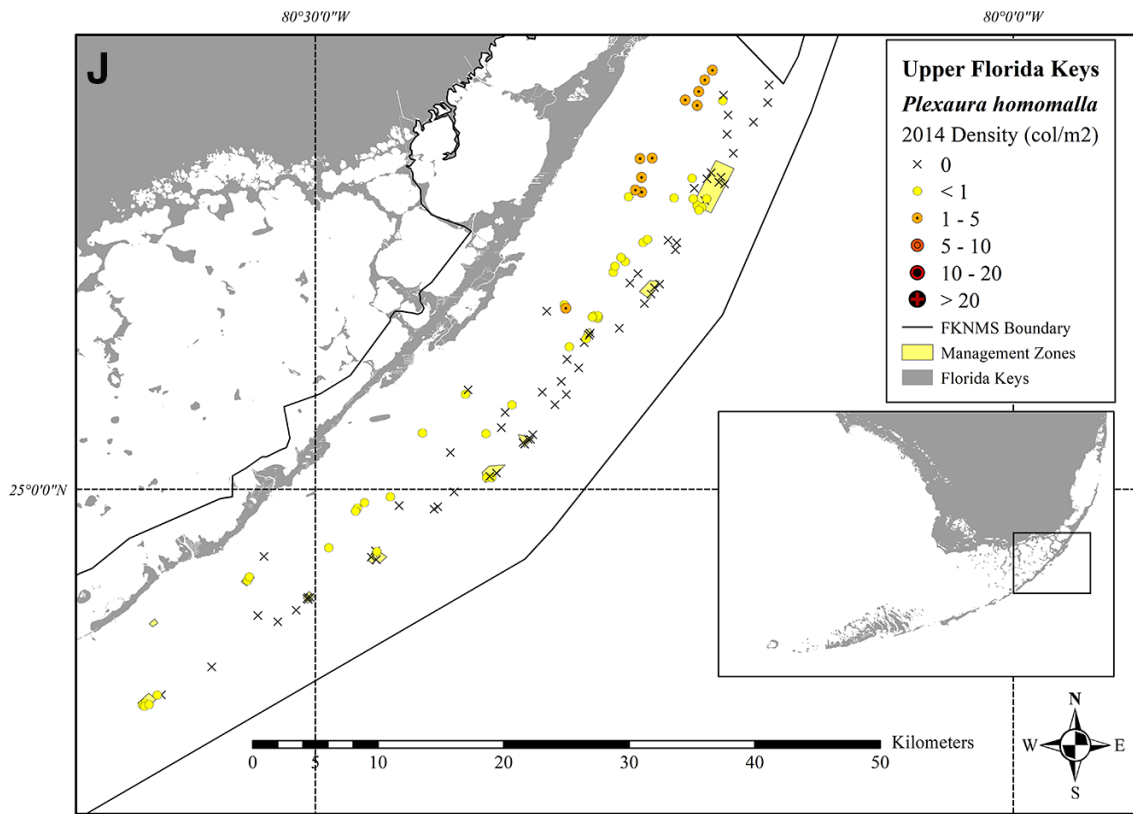 80°30'0"W
80°0'0"W
J
Upper Florida Keys
Plexaura homomalla
2014 Density (col/m2)
0
< 1
1 - 5
5 - 10
10 - 20
> 20
FKNMS Boundary
Management Zones
Florida Keys
25°0'0"N
Kilometers
0 5 10 20 30 40 50
N
W E
S